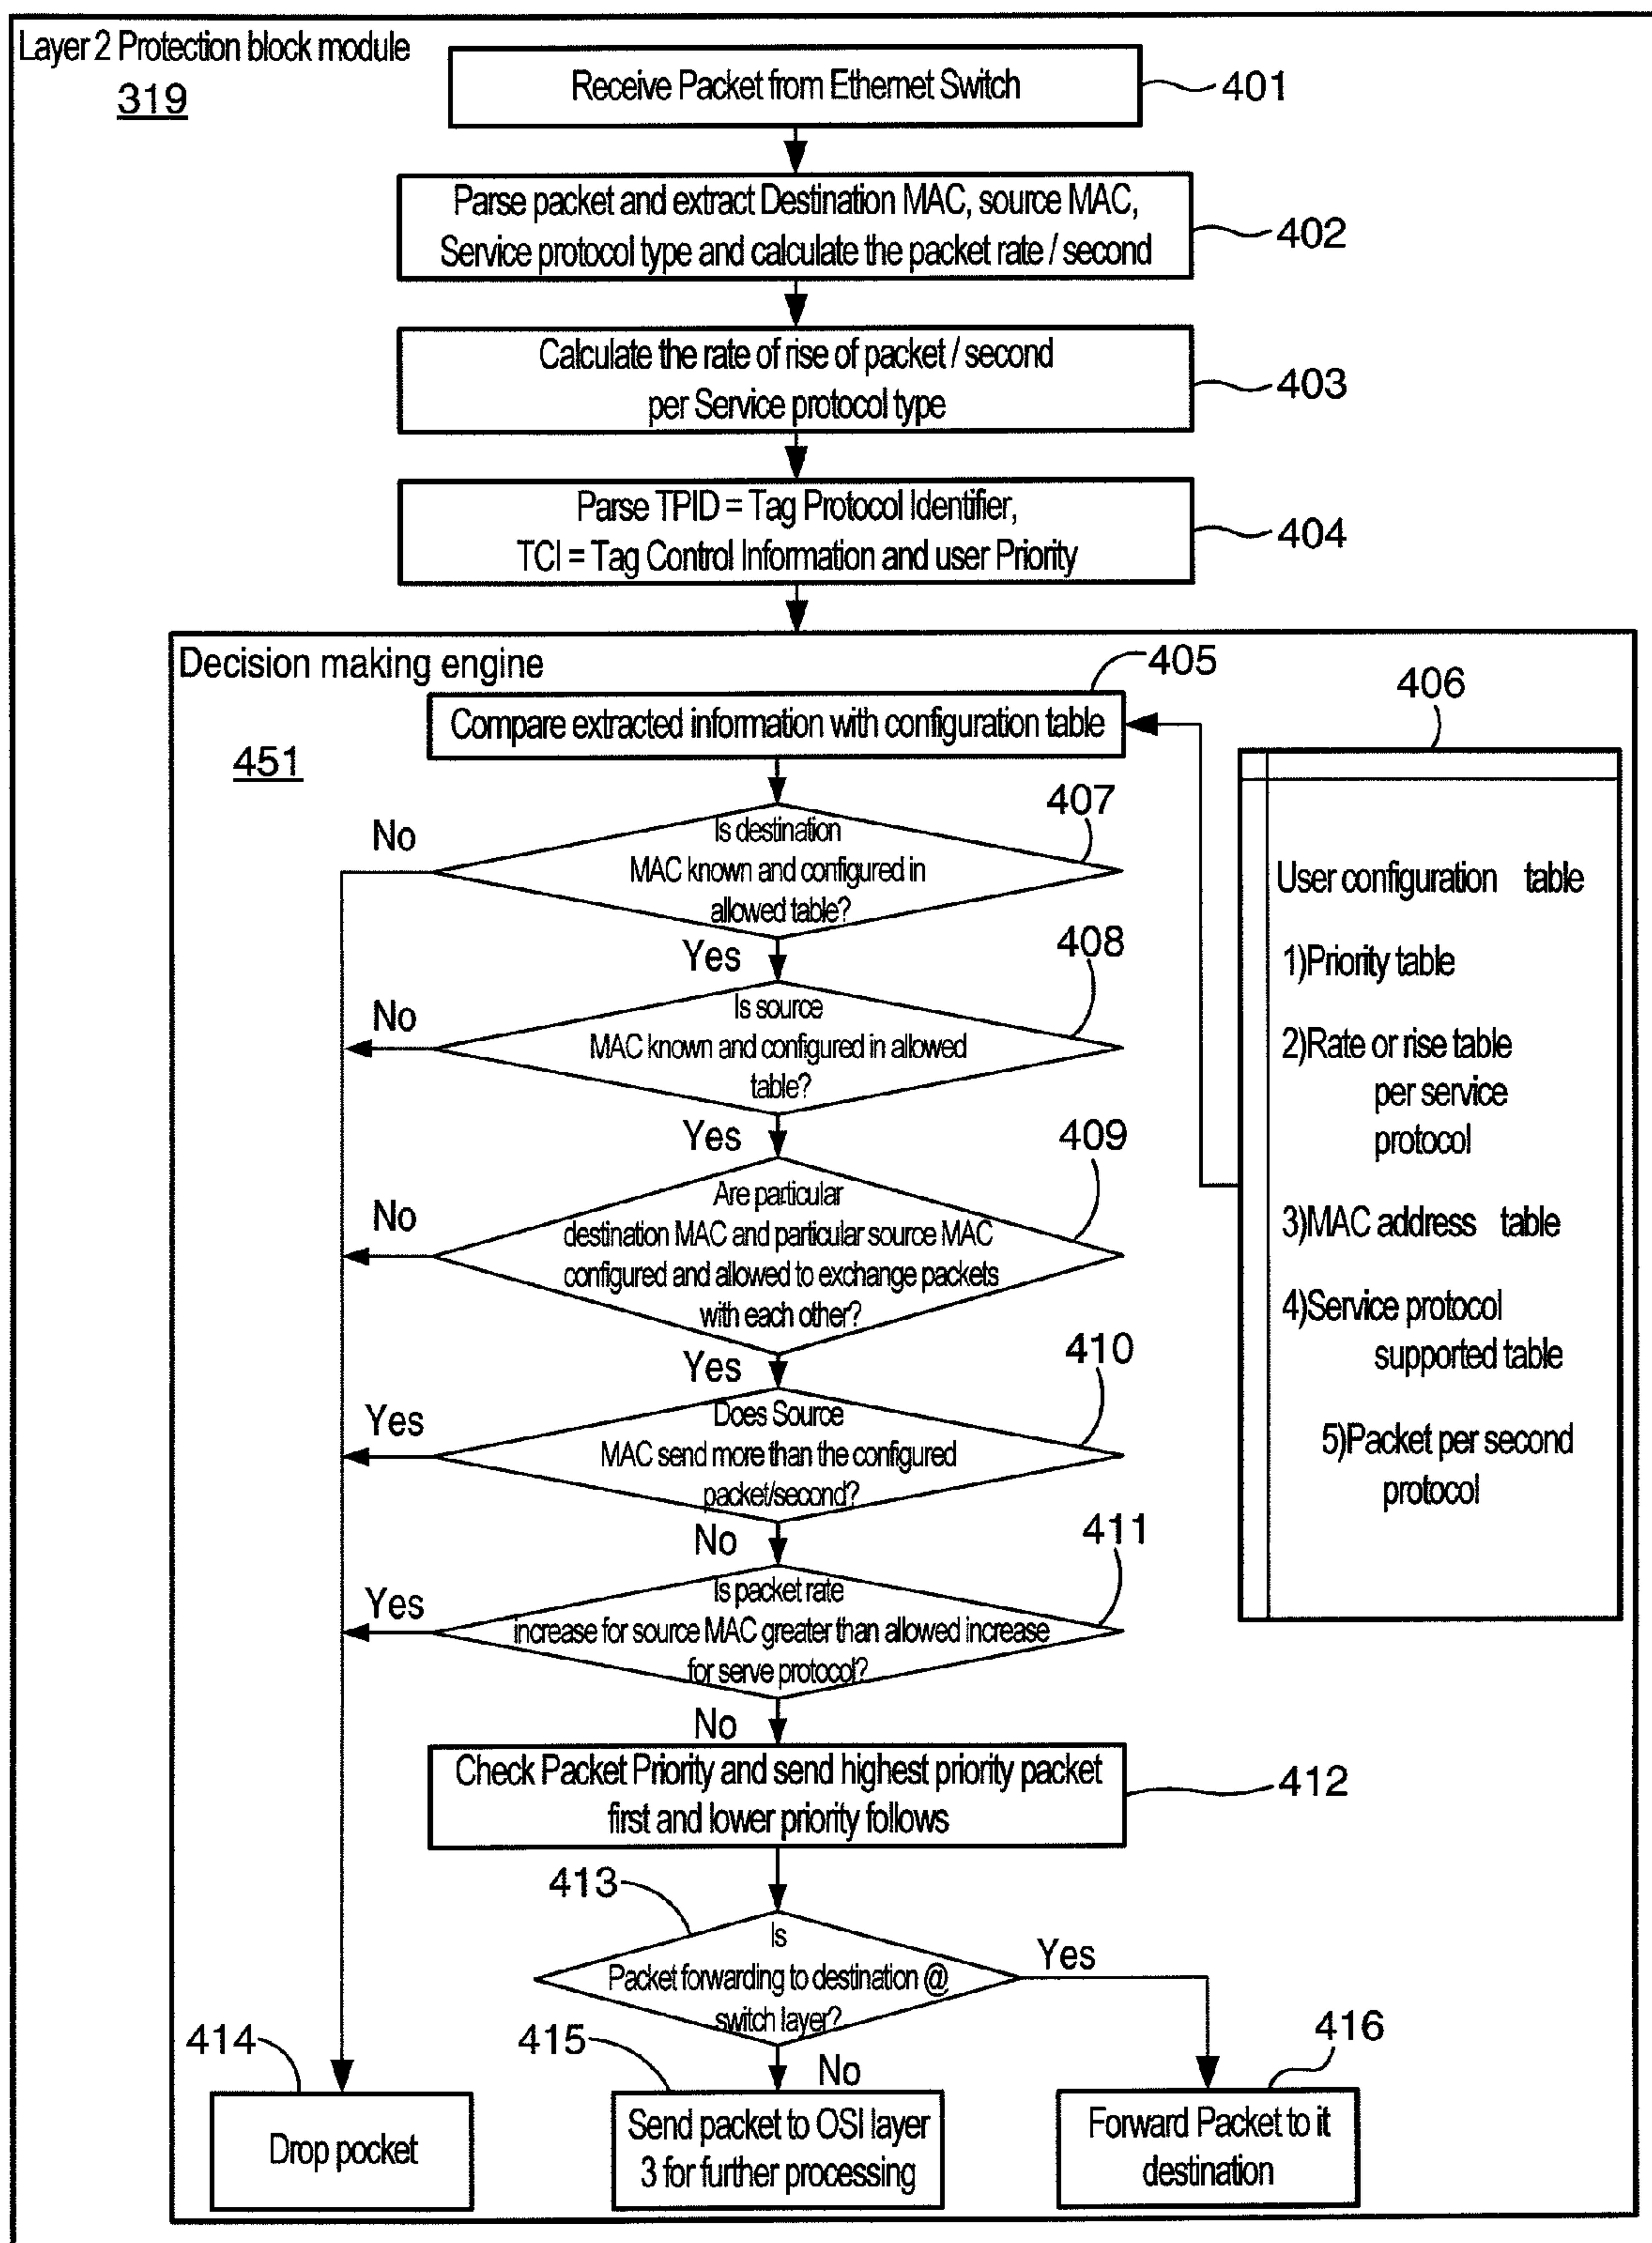 Layer 2 Protection block module
319
Receive Packet from Ethernet Switch
401
Parse packet and extract Destination MAC, source MAC,
Service protocol type and calculate the packet rate / second
402
Calculate the rate of rise of packet / second
per Service protocol type
403
Parse TPID = Tag Protocol Identifier,
TCI = Tag Control Information and user Priority
404
Decision making engine
451
405
Compare extracted information with configuration table
406
User configuration table
1)Priority table
2)Rate or rise table
per service
protocol
3)MAC address table
4)Service protocol
supported table
5)Packet per second
protocol
407
Is destination
MAC known and configured in
allowed table?
No
Yes
408
Is source
MAC known and configured in allowed
table?
No
Yes
409
Are particular
destination MAC and particular source MAC
configured and allowed to exchange packets
with each other?
No
Yes
410
Does Source
MAC send more than the configured
packet/second?
Yes
No
411
Is packet rate
increase for source MAC greater than allowed increase
for serve protocol?
Yes
No
Check Packet Priority and send highest priority packet
first and lower priority follows
412
413
Is
Packet forwarding to destination @
switch layer?
Yes
No
414
Drop pocket
415
Send packet to OSI layer
3 for further processing
416
Forward Packet to it
destination